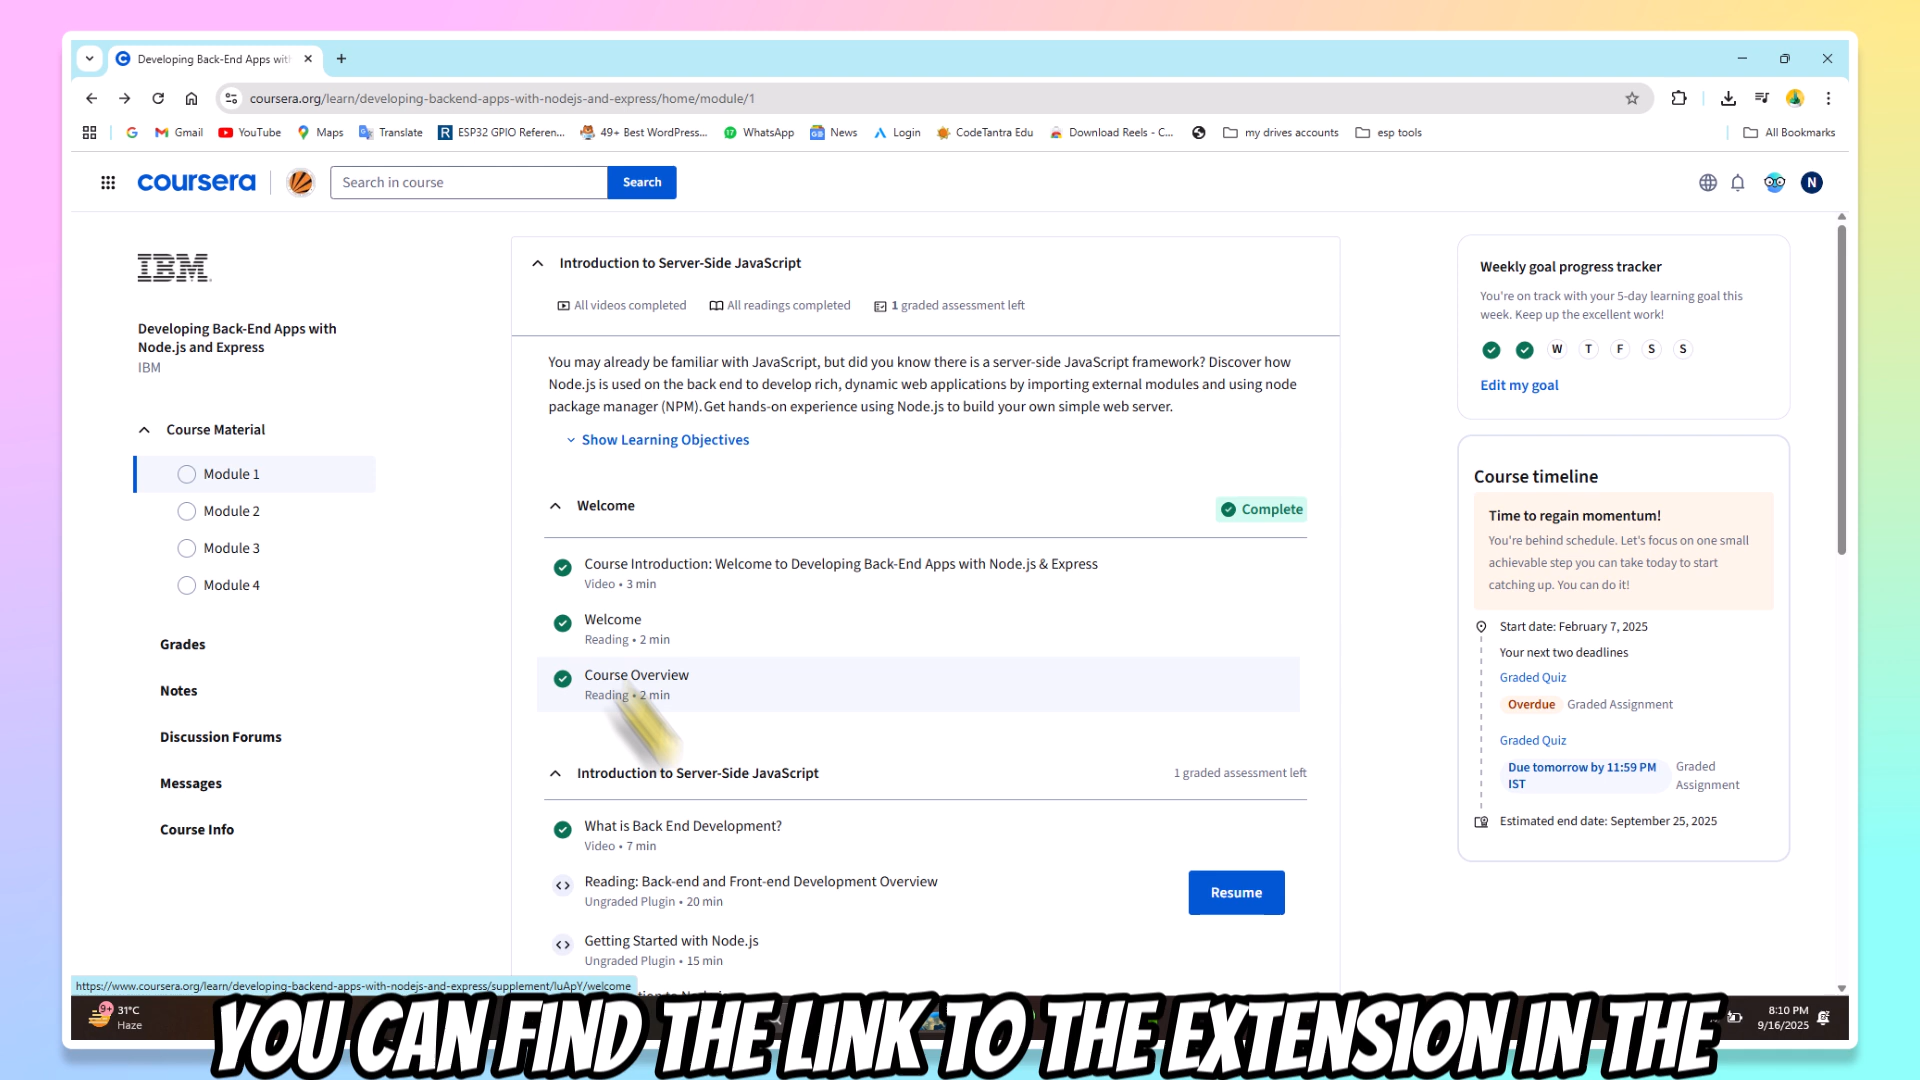 Developing Back-End Apps with
coursera.org/learn/developing-backend-apps-with-nodejs-and-express/home/module/1
Gmail
YouTube
Maps
Translate
ESP32 GPIO Referen...
49+ Best WordPress...
WhatsApp
News
Login
CodeTantra Edu
Download Reels - C...
my drives accounts
esp tools
All Bookmarks
coursera
Search in course
Search
N
IBM
Developing Back-End Apps with
Node.js and Express
IBM
Course Material
Module 1
Module 2
Module 3
Module 4
Grades
Notes
Discussion Forums
Messages
Course Info
Introduction to Server-Side JavaScript
All videos completed
All readings completed
1 graded assessment left
You may already be familiar with JavaScript, but did you know there is a server-side JavaScript framework? Discover how
Node.js is used on the back end to develop rich, dynamic web applications by importing external modules and using node
package manager (NPM). Get hands-on experience using Node.js to build your own simple web server.
Show Learning Objectives
Welcome
Complete
Course Introduction: Welcome to Developing Back-End Apps with Node.js & Express
Video • 3 min
Welcome
Reading • 2 min
Course Overview
Reading • 2 min
Introduction to Server-Side JavaScript
1 graded assessment left
What is Back End Development?
Video • 7 min
Reading: Back-end and Front-end Development Overview
Ungraded Plugin • 20 min
Resume
Getting Started with Node.js
Ungraded Plugin • 15 min
Weekly goal progress tracker
You're on track with your 5-day learning goal this
week. Keep up the excellent work!
W T F S S
Edit my goal
Course timeline
Time to regain momentum!
You're behind schedule. Let's focus on one small
achievable step you can take today to start
catching up. You can do it!
Start date: February 7, 2025
Your next two deadlines
Graded Quiz
Overdue Graded Assignment
Graded Quiz
Due tomorrow by 11:59 PM
IST
Graded
Assignment
Estimated end date: September 25, 2025
https://www.coursera.org/learn/developing-backend-apps-with-nodejs-and-express/supplement/luApY/welcome
9+
31°C
Haze
8:10 PM
9/16/2025
YOU CAN FIND THE LINK TO THE EXTENSION IN THE